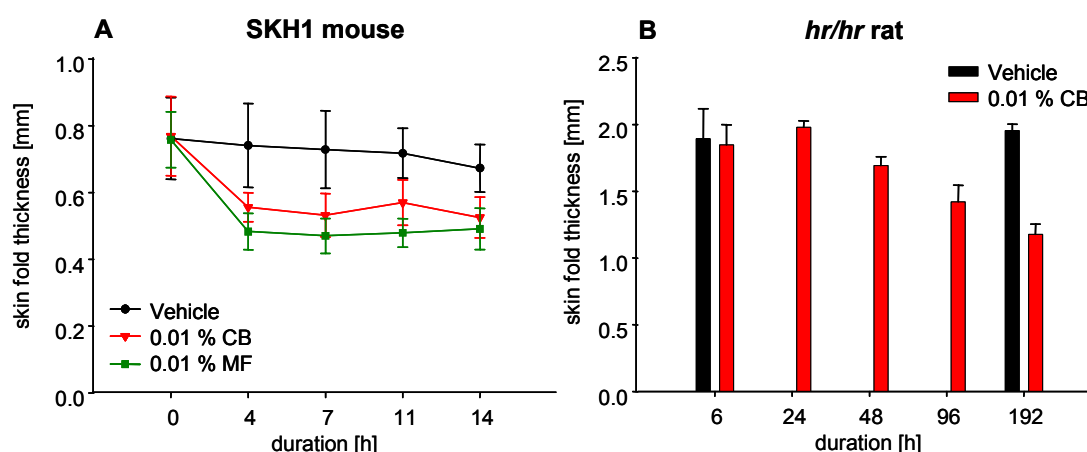 A
SKH1 mouse
skin fold thickness [mm]
1.0
0.8
0.6
0.4
0.2
0.0
Vehicle
0.01 % CB
0.01 % MF
0 4 7 11 14
duration [h]
B
hr/hr rat
skin fold thickness [mm]
2.5
2.0
1.5
1.0
2.5
0.0
Vehicle
0.01 % CB
6 24 48 96 192
duration [h]